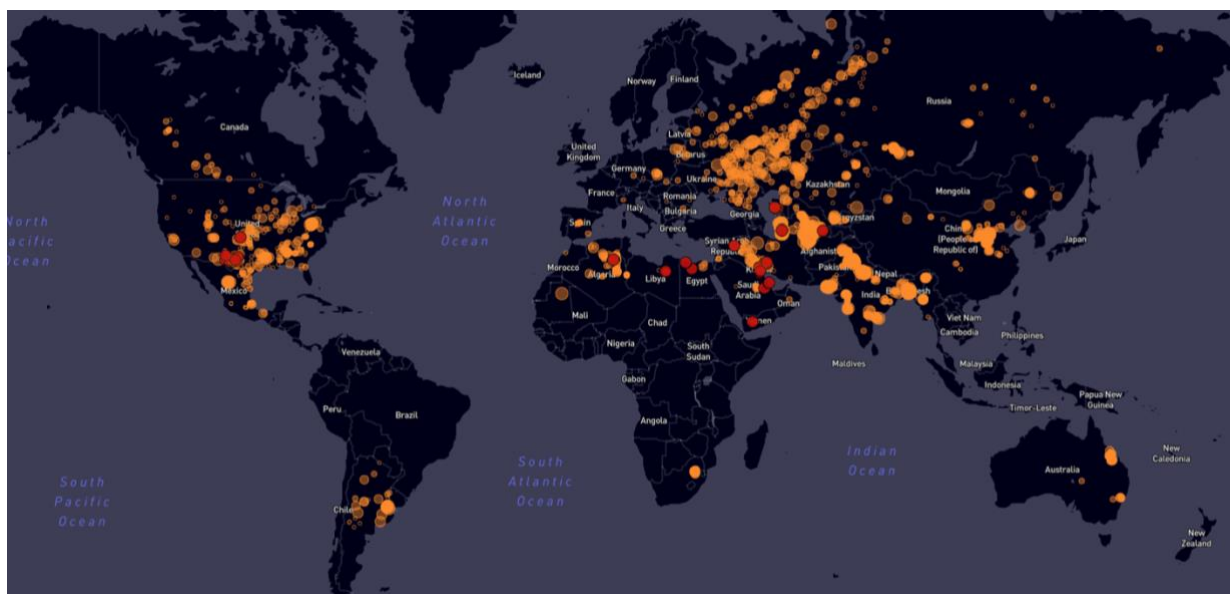 Iceland
Norway
Finland
Russia
Canada
Latvia
United
Kingdom
Belarus
Germany
Ukraine
Kazakhstan
Mongolia
France
Romania
North
Atlantic
Ocean
Italy
Bulgaria
Georgia
Spain
Greece
North
Pacific
Ocean
United
China
(People's
Republic of)
Japan
Syrian Arab
Republic
Afghanistan
Morocco
Algeria
Pakistan
Nepal
Libya
Egypt
Saudi
Arabia
Mexico
India
Oman
Mali
Chad
Yemen
Viet Nam
Cambodia
Philippines
Nigeria
South
Sudan
Venezuela
Maldives
Malaysia
Gabon
Indonesia
Papua New
Guinea
Peru
Brazil
Timor-Leste
Angola
South
Pacific
Ocean
South
Atlantic
Ocean
Indian
Ocean
New
Caledonia
Australia
Chile
New
Zealand